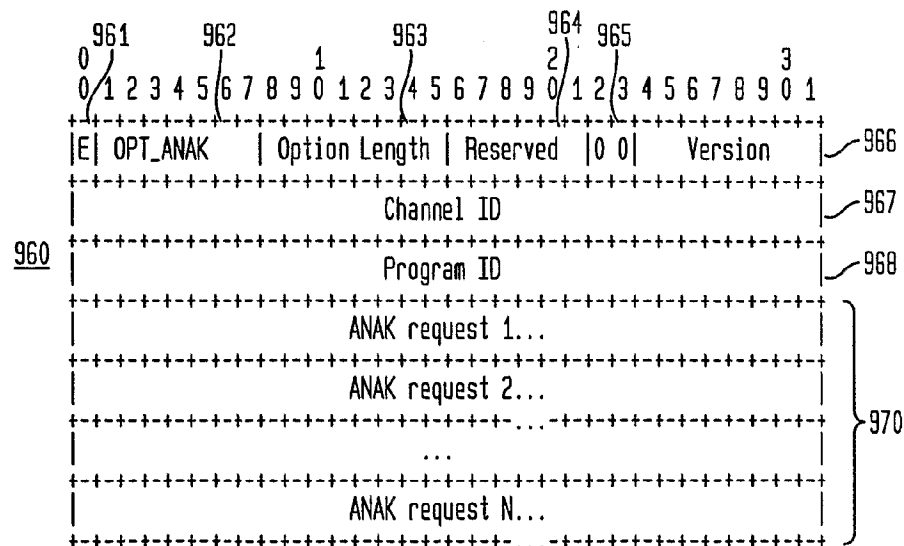 961 962 963 964 965
0 1 2 3
0 1 2 3 4 5 6 7 8 9 0 1 2 3 4 5 6 7 8 9 0 1 2 3 4 5 6 7 8 9 0 1
+-+-+-+-+-+-+-+-+-+-+-+-+-+-+-+-+-+-+-+-+-+-+-+-+-+-+-+-+-+-+-+-+
|E| OPT_ANAK | Option Length | Reserved |0 0| Version | 966
+-+-+-+-+-+-+-+-+-+-+-+-+-+-+-+-+-+-+-+-+-+-+-+-+-+-+-+-+-+-+-+-+
| Channel ID | 967
+-+-+-+-+-+-+-+-+-+-+-+-+-+-+-+-+-+-+-+-+-+-+-+-+-+-+-+-+-+-+-+-+
960 | Program ID | 968
+-+-+-+-+-+-+-+-+-+-+-+-+-+-+-+-+-+-+-+-+-+-+-+-+-+-+-+-+-+-+-+-+
| ANAK request 1... |
+-+-+-+-+-+-+-+-+-+-+-+-+-+-+-+-+-+-+-+-+-+-+-+-+-+-+-+-+-+-+-+-+
| ANAK request 2... |
+-+-+-+-+-+-+-+-+-+-+-+-+-+-+-+-+-+-+-...-+-+-+-+-+-+-+-+-+-+-+-+ 970
| ... |
+-+-+-+-+-+-+-+-+-+-+-+-+-+-+-+-+-+-+-+-+-+-+-+-+-+-+-+-+-+-+-+-+
| ANAK request N... |
+-+-+-+-+-+-+-+-+-+-+-+-+-+-+-+-+-+-+-...-+-+-+-+-+-+-+-+-+-+-+-+